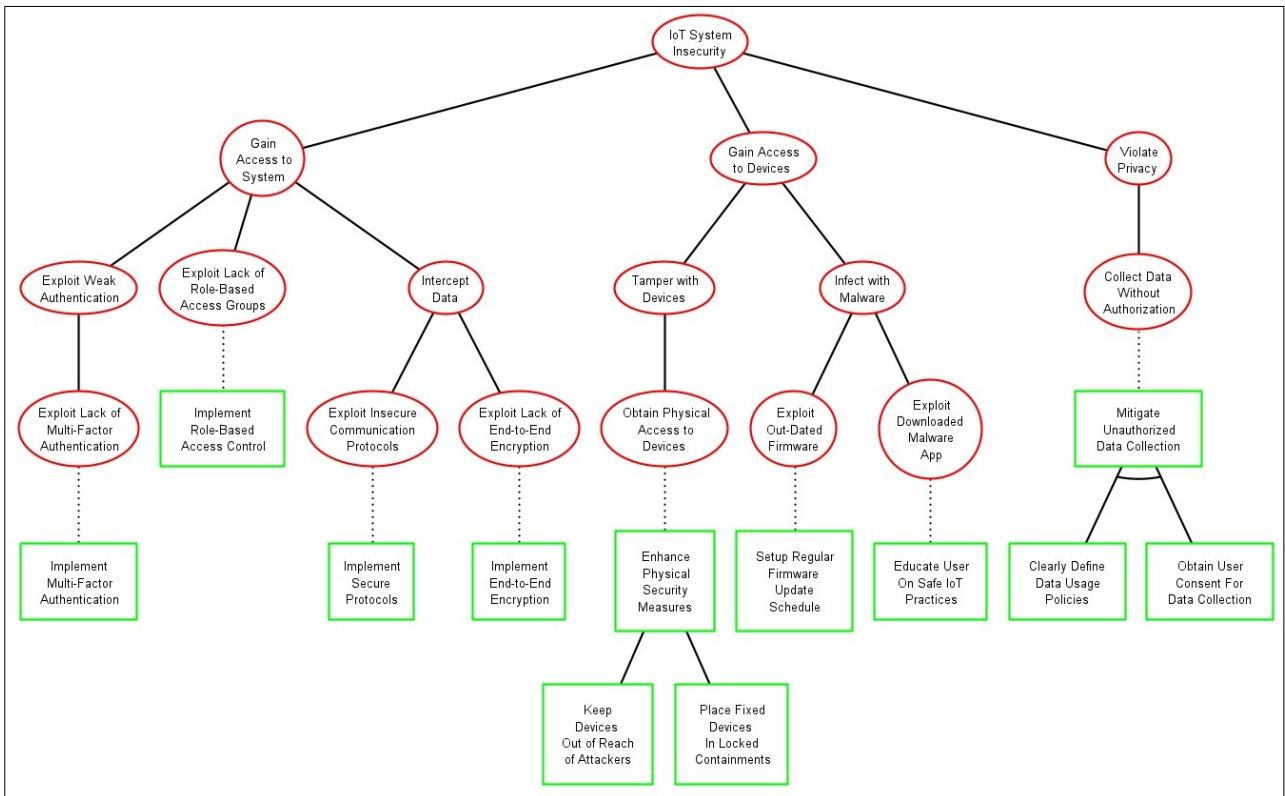 IoT System
Insecurity
Gain
Access to
System
Gain Access
to Devices
Violate
Privacy
Exploit Weak
Authentication
Exploit Lack of
Role-Based
Access Groups
Intercept
Data
Tamper with
Devices
Infect with
Malware
Collect Data
Without
Authorization
Exploit Lack of
Multi-Factor
Authentication
Implement
Role-Based
Access Control
Exploit Insecure
Communication
Protocols
Exploit Lack of
End-to-End
Encryption
Obtain Physical
Access to
Devices
Exploit
Out-Dated
Firmware
Exploit
Downloaded
Malware
App
Mitigate
Unauthorized
Data Collection
Implement
Multi-Factor
Authentication
Implement
Secure
Protocols
Implement
End-to-End
Encryption
Enhance
Physical
Security
Measures
Setup Regular
Firmware
Update
Schedule
Educate User
On Safe IoT
Practices
Clearly Define
Data Usage
Policies
Obtain User
Consent For
Data Collection
Keep
Devices
Out of Reach
of Attackers
Place Fixed
Devices
In Locked
Containments